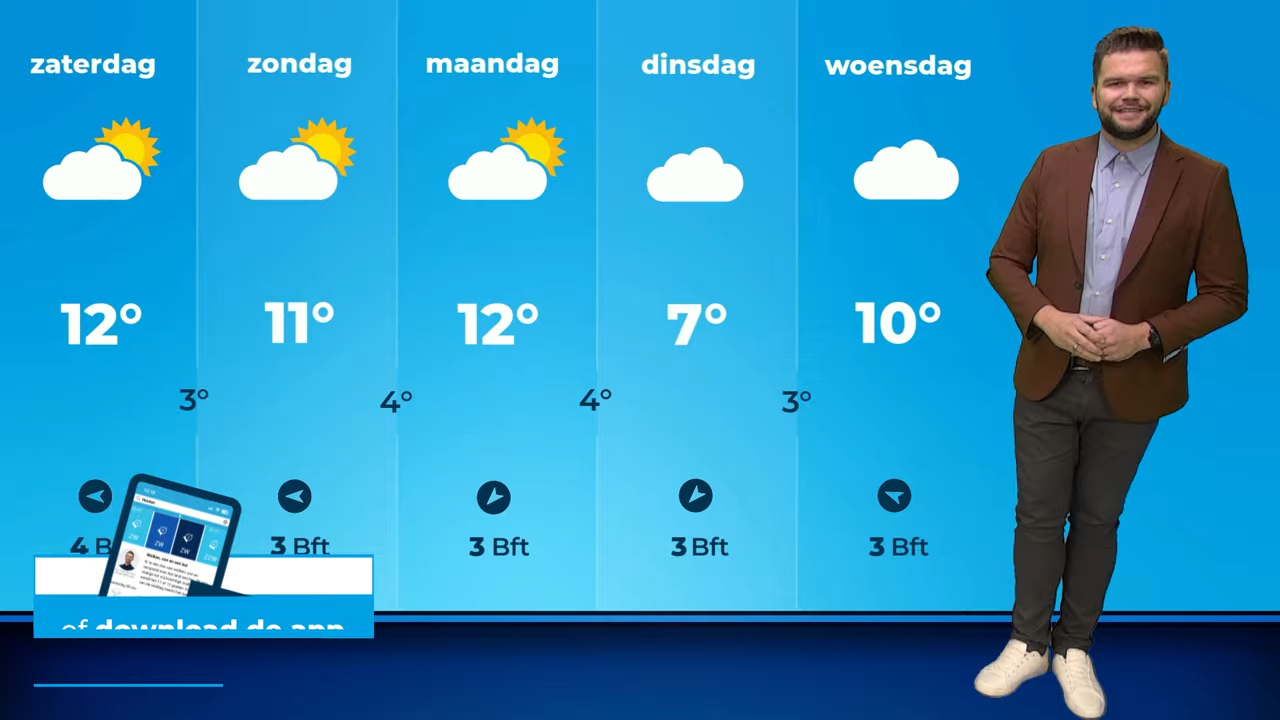 zaterdag zondag maandag dinsdag woensdag
12° 11° 12° 7° 10°
3° 4° 4° 3°
4 3 Bft 3 Bft 3 Bft 3 Bft
of download de app